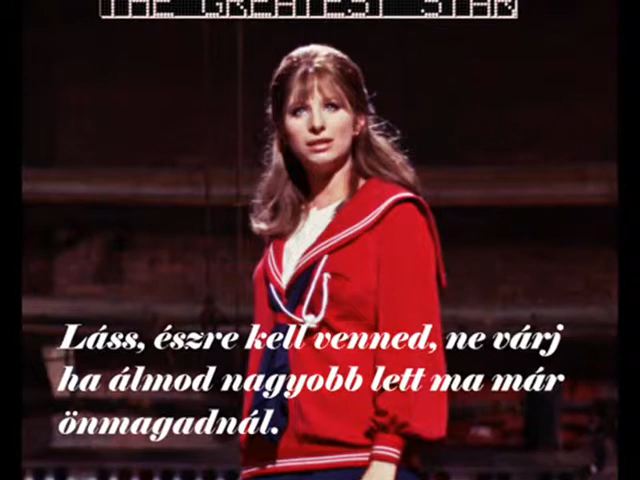 THE GREATEST STAR
Láss, észre kell venned, ne várj
ha álmod nagyobb lett ma már
önmagadnál.